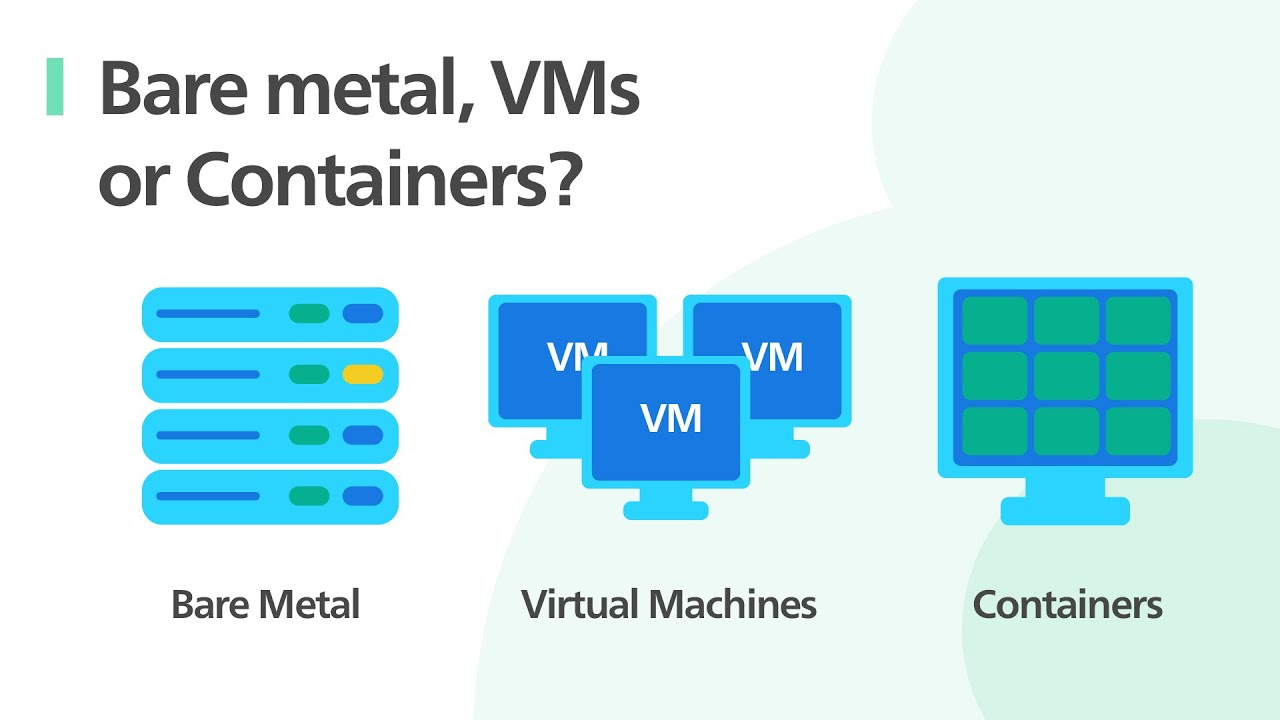 Bare metal, VMs
or Containers?
VM
VM
VM
Bare Metal
Virtual Machines
Containers